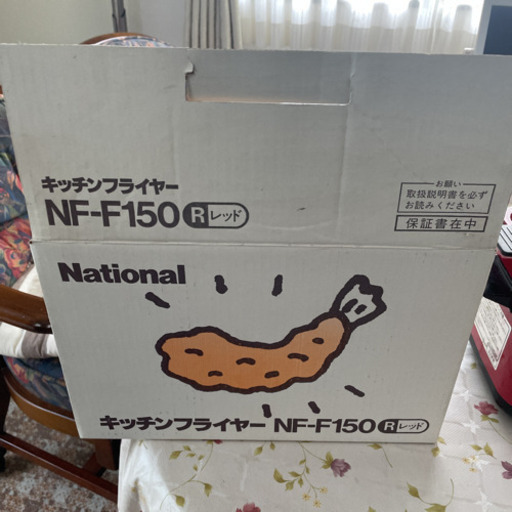 キッチンフライヤー
NF-F150 R レッド
お願い
取扱説明書を必ず
お読みください
保証書在中
National
キッチンフライヤー NF-F150 R レッド